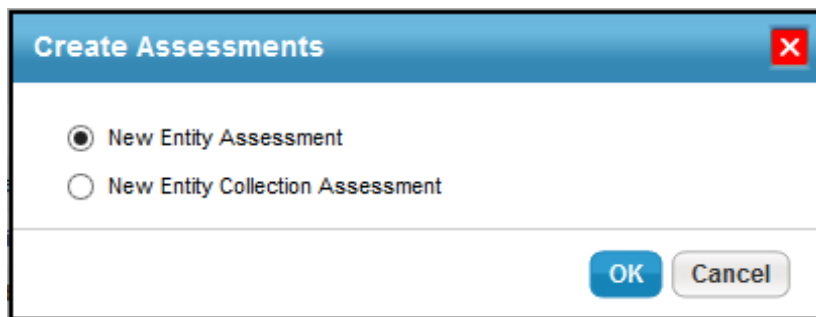 Create Assessments
New Entity Assessment
New Entity Collection Assessment
OK Cancel